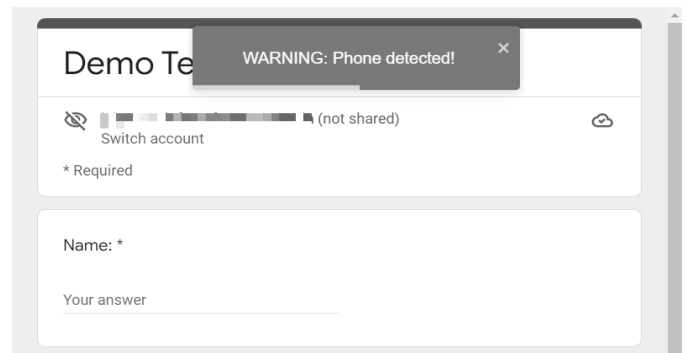 Demo Te
WARNING: Phone detected!
(not shared)
Switch account
* Required
Name: *
Your answer